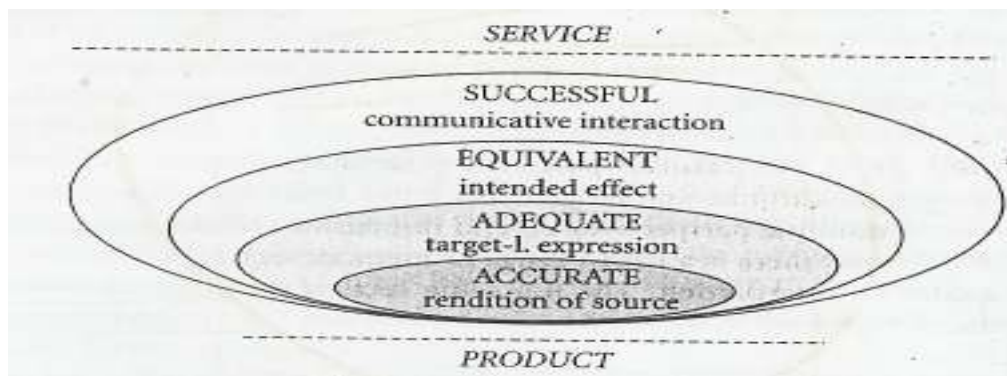 SERVICE
SUCCESSFUL
communicative interaction
EQUIVALENT
intended effect
ADEQUATE
target-l. expression
ACCURATE
rendition of source
PRODUCT